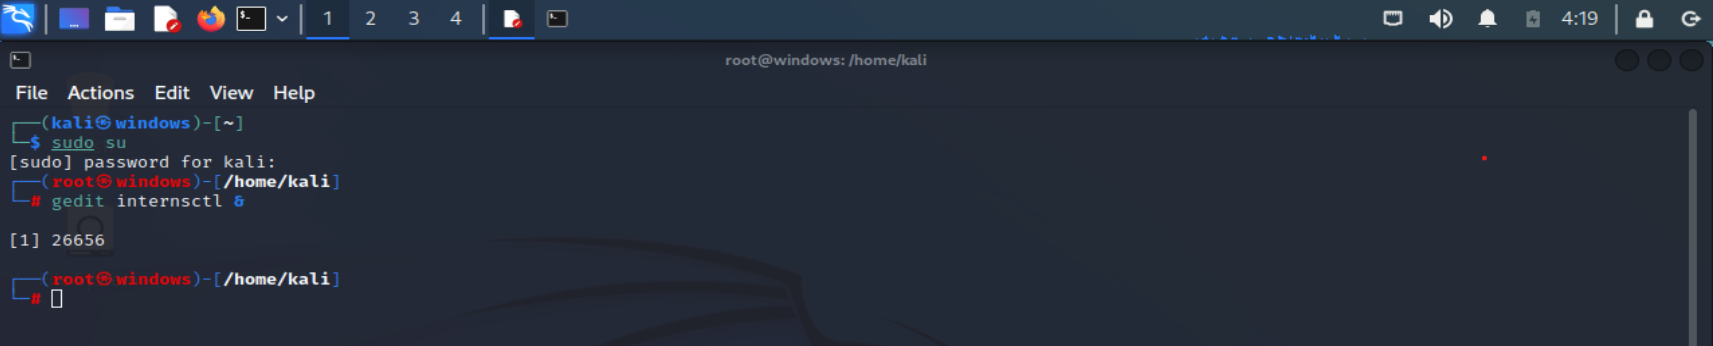 1 2 3 4 4:19
root@windows: /home/kali
File Actions Edit View Help
┌──(kali㉿windows)-[~]
└─$ sudo su
[sudo] password for kali:
┌──(root㉿windows)-[/home/kali]
└─# gedit internsctl &
[1] 26656
┌──(root㉿windows)-[/home/kali]
└─#